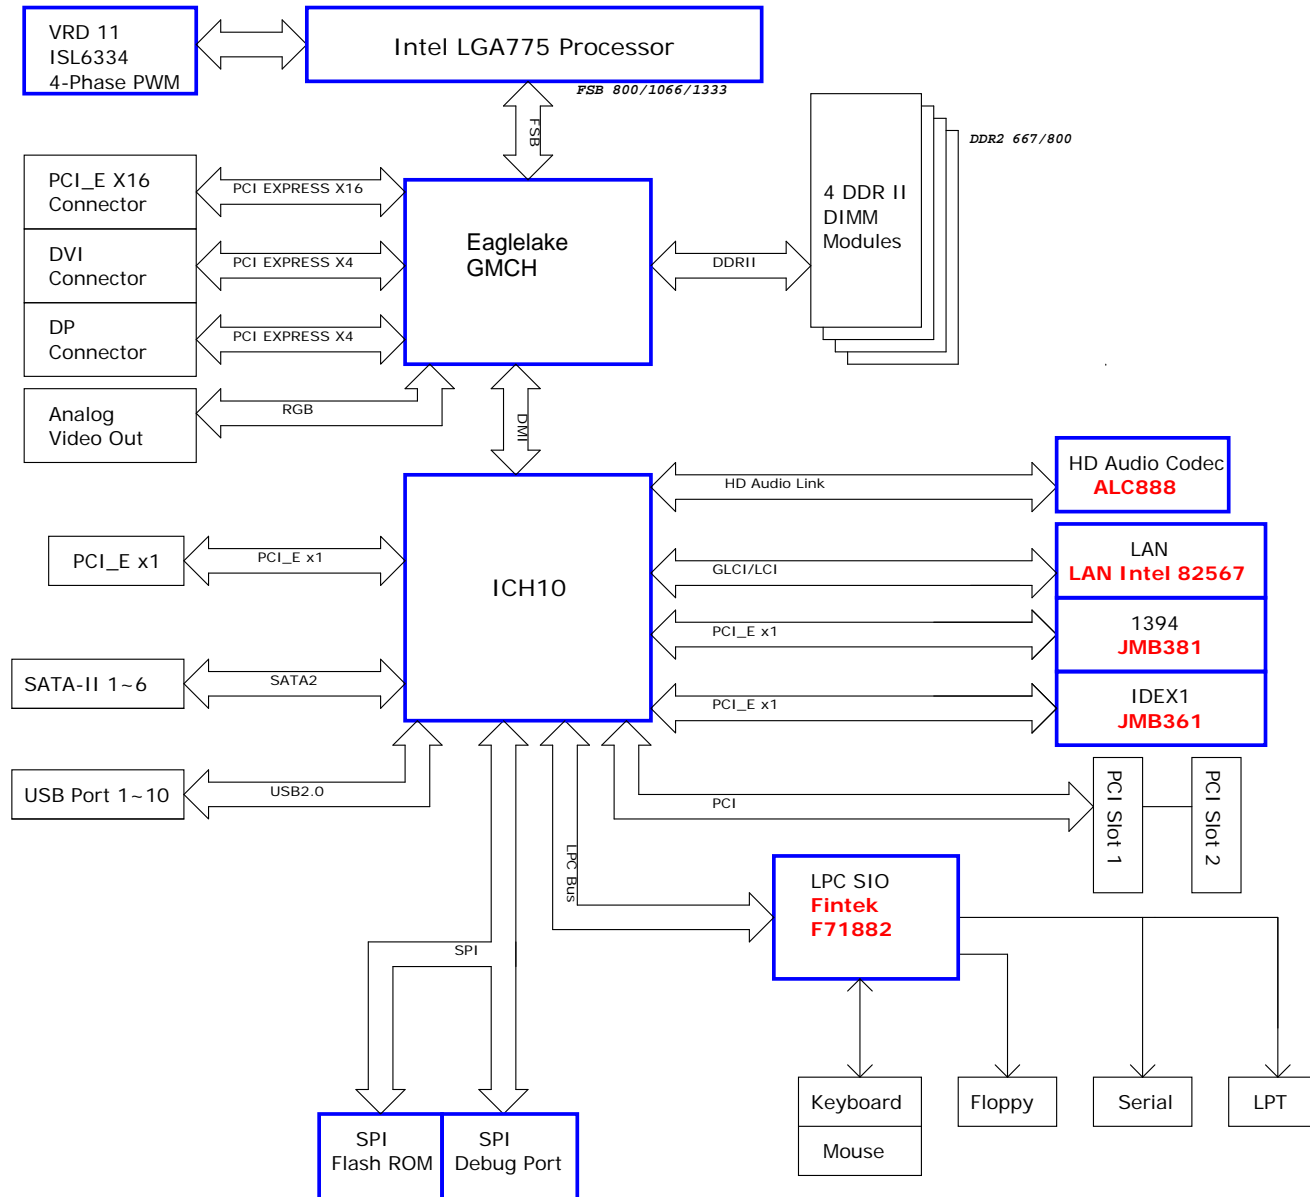 VRD 11
ISL6334
4-Phase PWM
Intel LGA775 Processor
FSB 800/1066/1333
FSB
DDR2 667/800
PCI_E X16
Connector
PCI EXPRESS X16
DVI
Connector
PCI EXPRESS X4
DP
Connector
PCI EXPRESS X4
Analog
Video Out
RGB
Eaglelake
GMCH
DDRII
4 DDR II
DIMM
Modules
DMI
HD Audio Link
HD Audio Codec
ALC888
PCI_E x1
PCI_E x1
ICH10
GLCI/LCI
LAN
LAN Intel 82567
PCI_E x1
1394
JMB381
SATA-II 1~6
SATA2
PCI_E x1
IDEX1
JMB361
USB Port 1~10
USB2.0
PCI
PCI Slot 1
PCI Slot 2
LPC Bus
LPC SIO
Fintek
F71882
SPI
Keyboard
Mouse
Floppy
Serial
LPT
SPI
Flash ROM
SPI
Debug Port